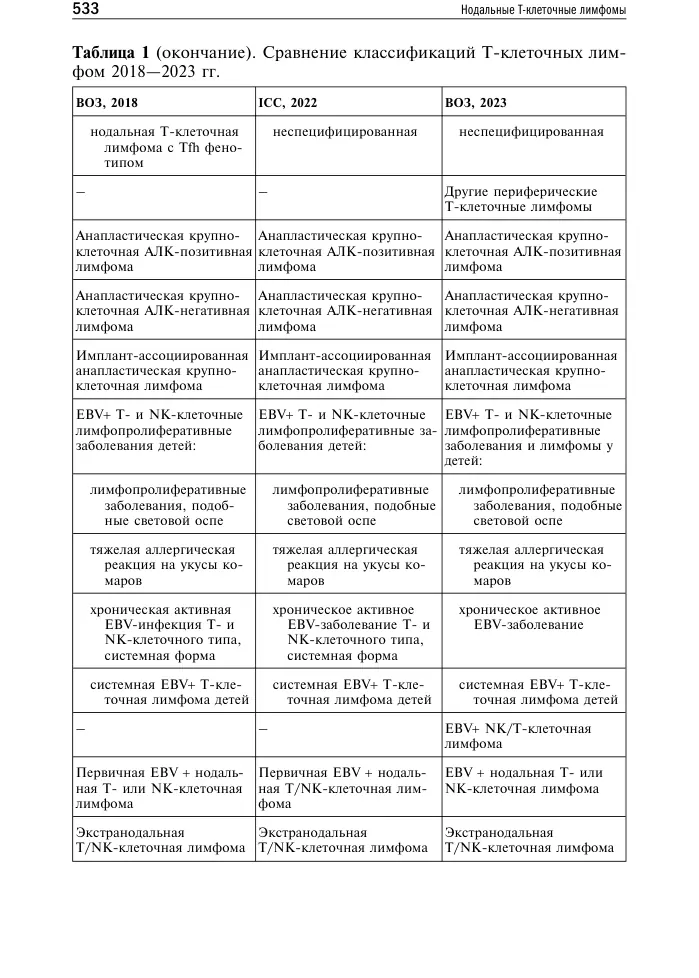 533
Нодальные Т-клеточные лимфомы
Таблица 1 (окончание). Сравнение классификаций Т-клеточных лим-
фом 2018—2023 гг.
ВОЗ, 2018
ICC, 2022
ВОЗ, 2023
нодальная Т-клеточная
лимфома с Tfh фено-
типом
неспецифицированная
неспецифицированная
–
–
Другие периферические
Т-клеточные лимфомы
Анапластическая крупно-
клеточная АЛК-позитивная
лимфома
Анапластическая крупно-
клеточная АЛК-позитивная
лимфома
Анапластическая крупно-
клеточная АЛК-позитивная
лимфома
Анапластическая крупно-
клеточная АЛК-негативная
лимфома
Анапластическая крупно-
клеточная АЛК-негативная
лимфома
Анапластическая крупно-
клеточная АЛК-негативная
лимфома
Имплант-ассоциированная
анапластическая крупно-
клеточная лимфома
Имплант-ассоциированная
анапластическая крупно-
клеточная лимфома
Имплант-ассоциированная
анапластическая крупно-
клеточная лимфома
EBV+ Т- и NK-клеточные
лимфопролиферативные
заболевания детей:
EBV+ Т- и NK-клеточные
лимфопролиферативные за-
болевания детей:
EBV+ Т- и NK-клеточные
лимфопролиферативные
заболевания и лимфомы у
детей:
лимфопролиферативные
заболевания, подоб-
ные световой оспе
лимфопролиферативные
заболевания, подобные
световой оспе
лимфопролиферативные
заболевания, подобные
световой оспе
тяжелая аллергическая
реакция на укусы ко-
маров
тяжелая аллергическая
реакция на укусы ко-
маров
тяжелая аллергическая
реакция на укусы ко-
маров
хроническая активная
EBV-инфекция Т- и
NK-клеточного типа,
системная форма
хроническое активное
EBV-заболевание Т- и
NK-клеточного типа,
системная форма
хроническое активное
EBV-заболевание
системная EBV+ Т-кле-
точная лимфома детей
системная EBV+ Т-кле-
точная лимфома детей
системная EBV+ Т-кле-
точная лимфома детей
–
–
EBV+ NK/Т-клеточная
лимфома
Первичная EBV + нодаль-
ная Т- или NK-клеточная
лимфома
Первичная EBV + нодаль-
ная Т/NK-клеточная лим-
фома
EBV + нодальная Т- или
NK-клеточная лимфома
Экстранодальная
Т/NK-клеточная лимфома
Экстранодальная
Т/NK-клеточная лимфома
Экстранодальная
Т/NK-клеточная лимфома